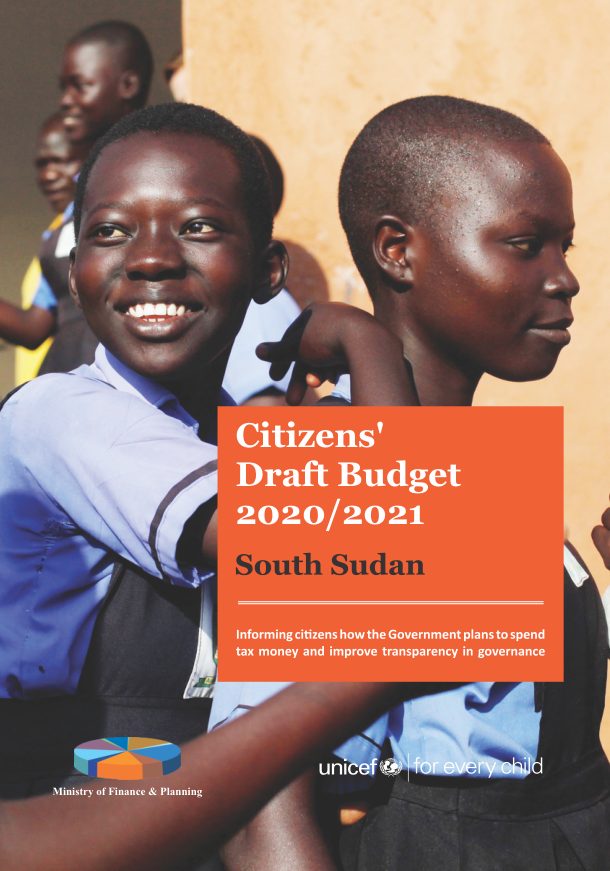 Citizens'
Draft Budget
2020/2021
South Sudan
Informing citizens how the Government plans to spend
tax money and improve transparency in governance
Ministry of Finance & Planning
unicef for every child